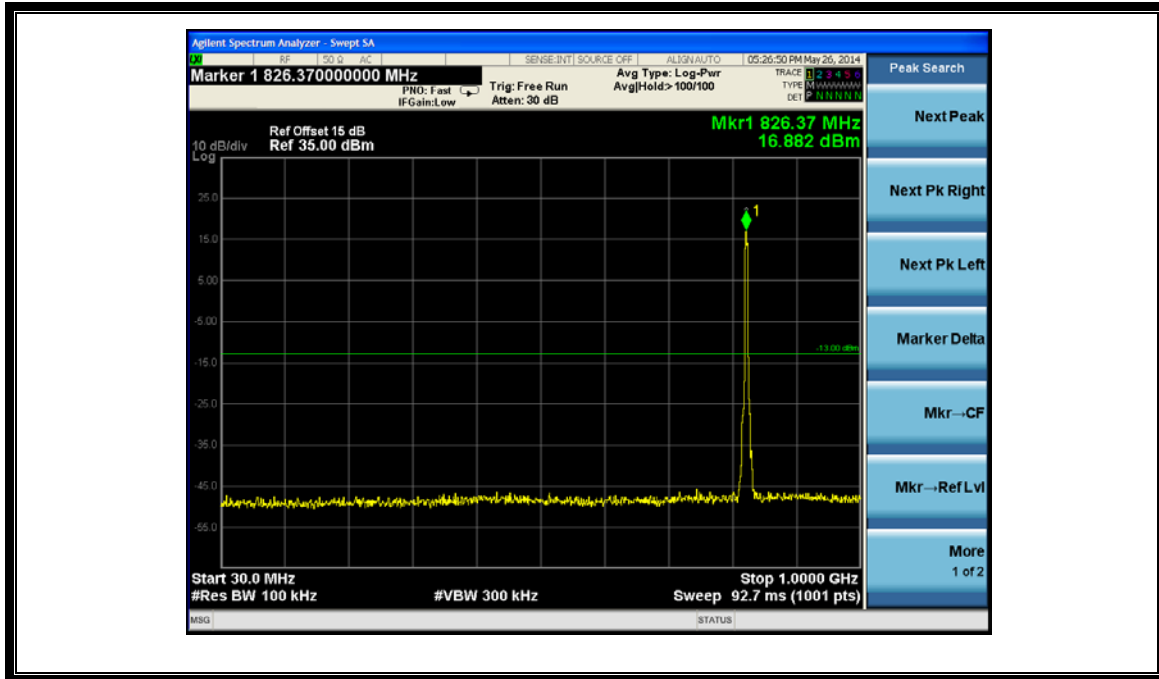 Agilent Spectrum Analyzer - Swept SA
RF 50 Ω AC SENSE:INT SOURCE OFF ALIGN AUTO 05:26:50 PM May 26, 2014
Marker 1 826.370000000 MHz
PNO: Fast
IFGain:Low
Trig: Free Run
Atten: 30 dB
Avg Type: Log-Pwr
Avg|Hold:> 100/100
TRACE 1 2 3 4 5 6
TYPE M WWWWW
DET P N N N N N
Mkr1 826.37 MHz
16.882 dBm
Ref Offset 15 dB
10 dB/div Ref 35.00 dBm
Log
25.0
1
15.0
5.00
-5.00
-13.00 dBm
-15.0
-25.0
-35.0
-45.0
-55.0
Start 30.0 MHz Stop 1.0000 GHz
#Res BW 100 kHz #VBW 300 kHz Sweep 92.7 ms (1001 pts)
MSG STATUS
Peak Search
Next Peak
Next Pk Right
Next Pk Left
Marker Delta
Mkr→CF
Mkr→Ref Lvl
More
1 of 2